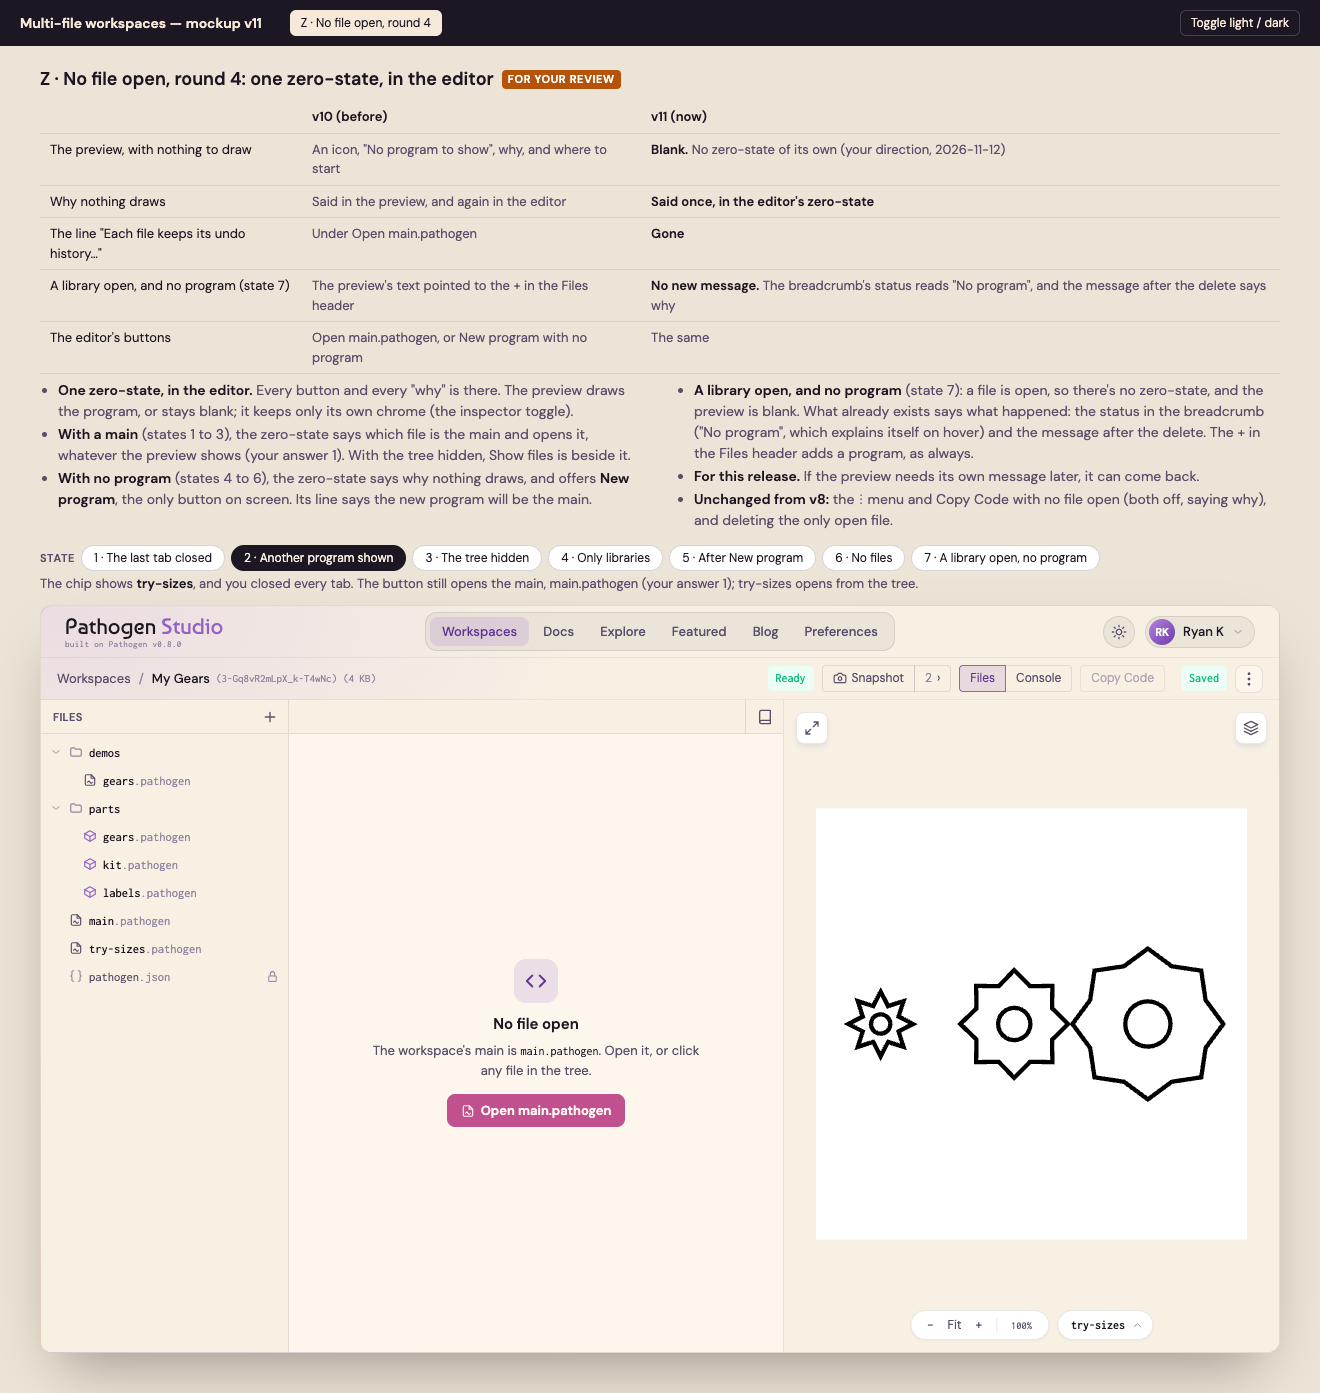 Multi-file workspaces — mockup v11
Z · No file open, round 4
Toggle light / dark
Z · No file open, round 4: one zero-state, in the editor
FOR YOUR REVIEW
v10 (before)
v11 (now)
The preview, with nothing to draw
An icon, "No program to show", why, and where to
start
Blank. No zero-state of its own (your direction, 2026-11-12)
Why nothing draws
Said in the preview, and again in the editor
Said once, in the editor's zero-state
The line "Each file keeps its undo
history…"
Under Open main.pathogen
Gone
A library open, and no program (state 7)
The preview's text pointed to the + in the Files
header
No new message. The breadcrumb's status reads "No program", and the message after the delete says
why
The editor's buttons
Open main.pathogen, or New program with no
program
The same
• One zero-state, in the editor. Every button and every "why" is there. The preview draws
the program, or stays blank; it keeps only its own chrome (the inspector toggle).
• With a main (states 1 to 3), the zero-state says which file is the main and opens it,
whatever the preview shows (your answer 1). With the tree hidden, Show files is beside it.
• With no program (states 4 to 6), the zero-state says why nothing draws, and offers New
program, the only button on screen. Its line says the new program will be the main.
• A library open, and no program (state 7): a file is open, so there's no zero-state, and the
preview is blank. What already exists says what happened: the status in the breadcrumb
("No program", which explains itself on hover) and the message after the delete. The + in
the Files header adds a program, as always.
• For this release. If the preview needs its own message later, it can come back.
• Unchanged from v8: the ⋮ menu and Copy Code with no file open (both off, saying why),
and deleting the only open file.
STATE
1 · The last tab closed
2 · Another program shown
3 · The tree hidden
4 · Only libraries
5 · After New program
6 · No files
7 · A library open, no program
The chip shows try-sizes, and you closed every tab. The button still opens the main, main.pathogen (your answer 1); try-sizes opens from the tree.
Pathogen Studio
built on Pathogen v0.8.0
Workspaces
Docs
Explore
Featured
Blog
Preferences
RK
Ryan K
Workspaces / My Gears (3-Gq8vR2mLpX_k-T4wNc) (4 KB)
Ready
Snapshot
2 ›
Files
Console
Copy Code
Saved
FILES
demos
gears.pathogen
parts
gears.pathogen
kit.pathogen
labels.pathogen
main.pathogen
try-sizes.pathogen
{} pathogen.json
No file open
The workspace's main is main.pathogen. Open it, or click
any file in the tree.
Open main.pathogen
− Fit + 100%
try-sizes